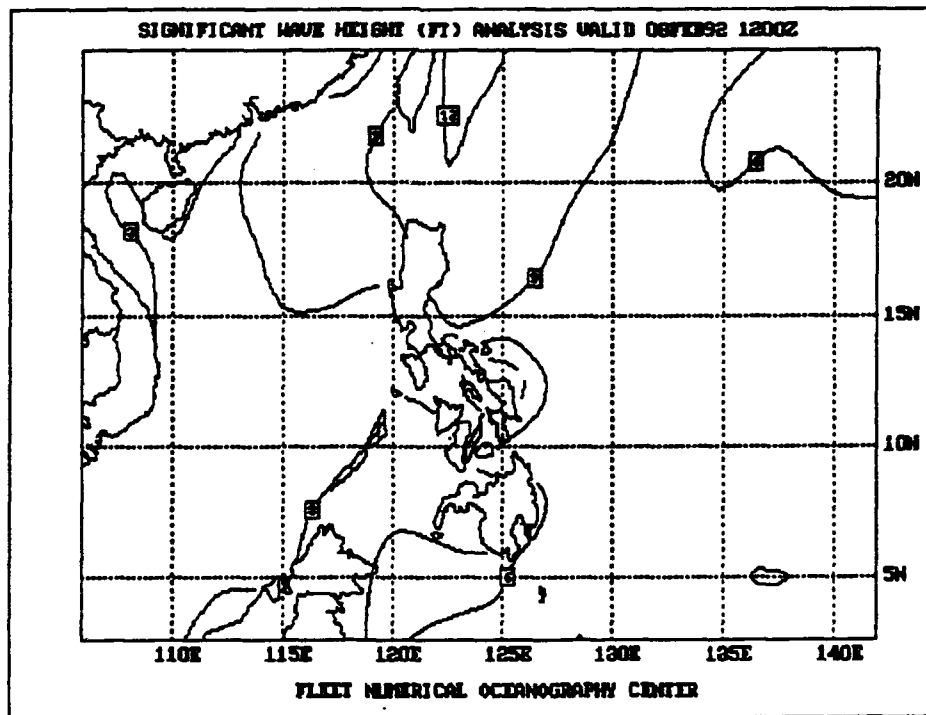 SIGNIFICANT WAVE HEIGHT (FT) ANALYSIS VALID 08FEB92 1200Z
12
20N
15N
10N
5N
110E 115E 120E 125E 130E 135E 140E
FLEET NUMERICAL OCEANOGRAPHY CENTER